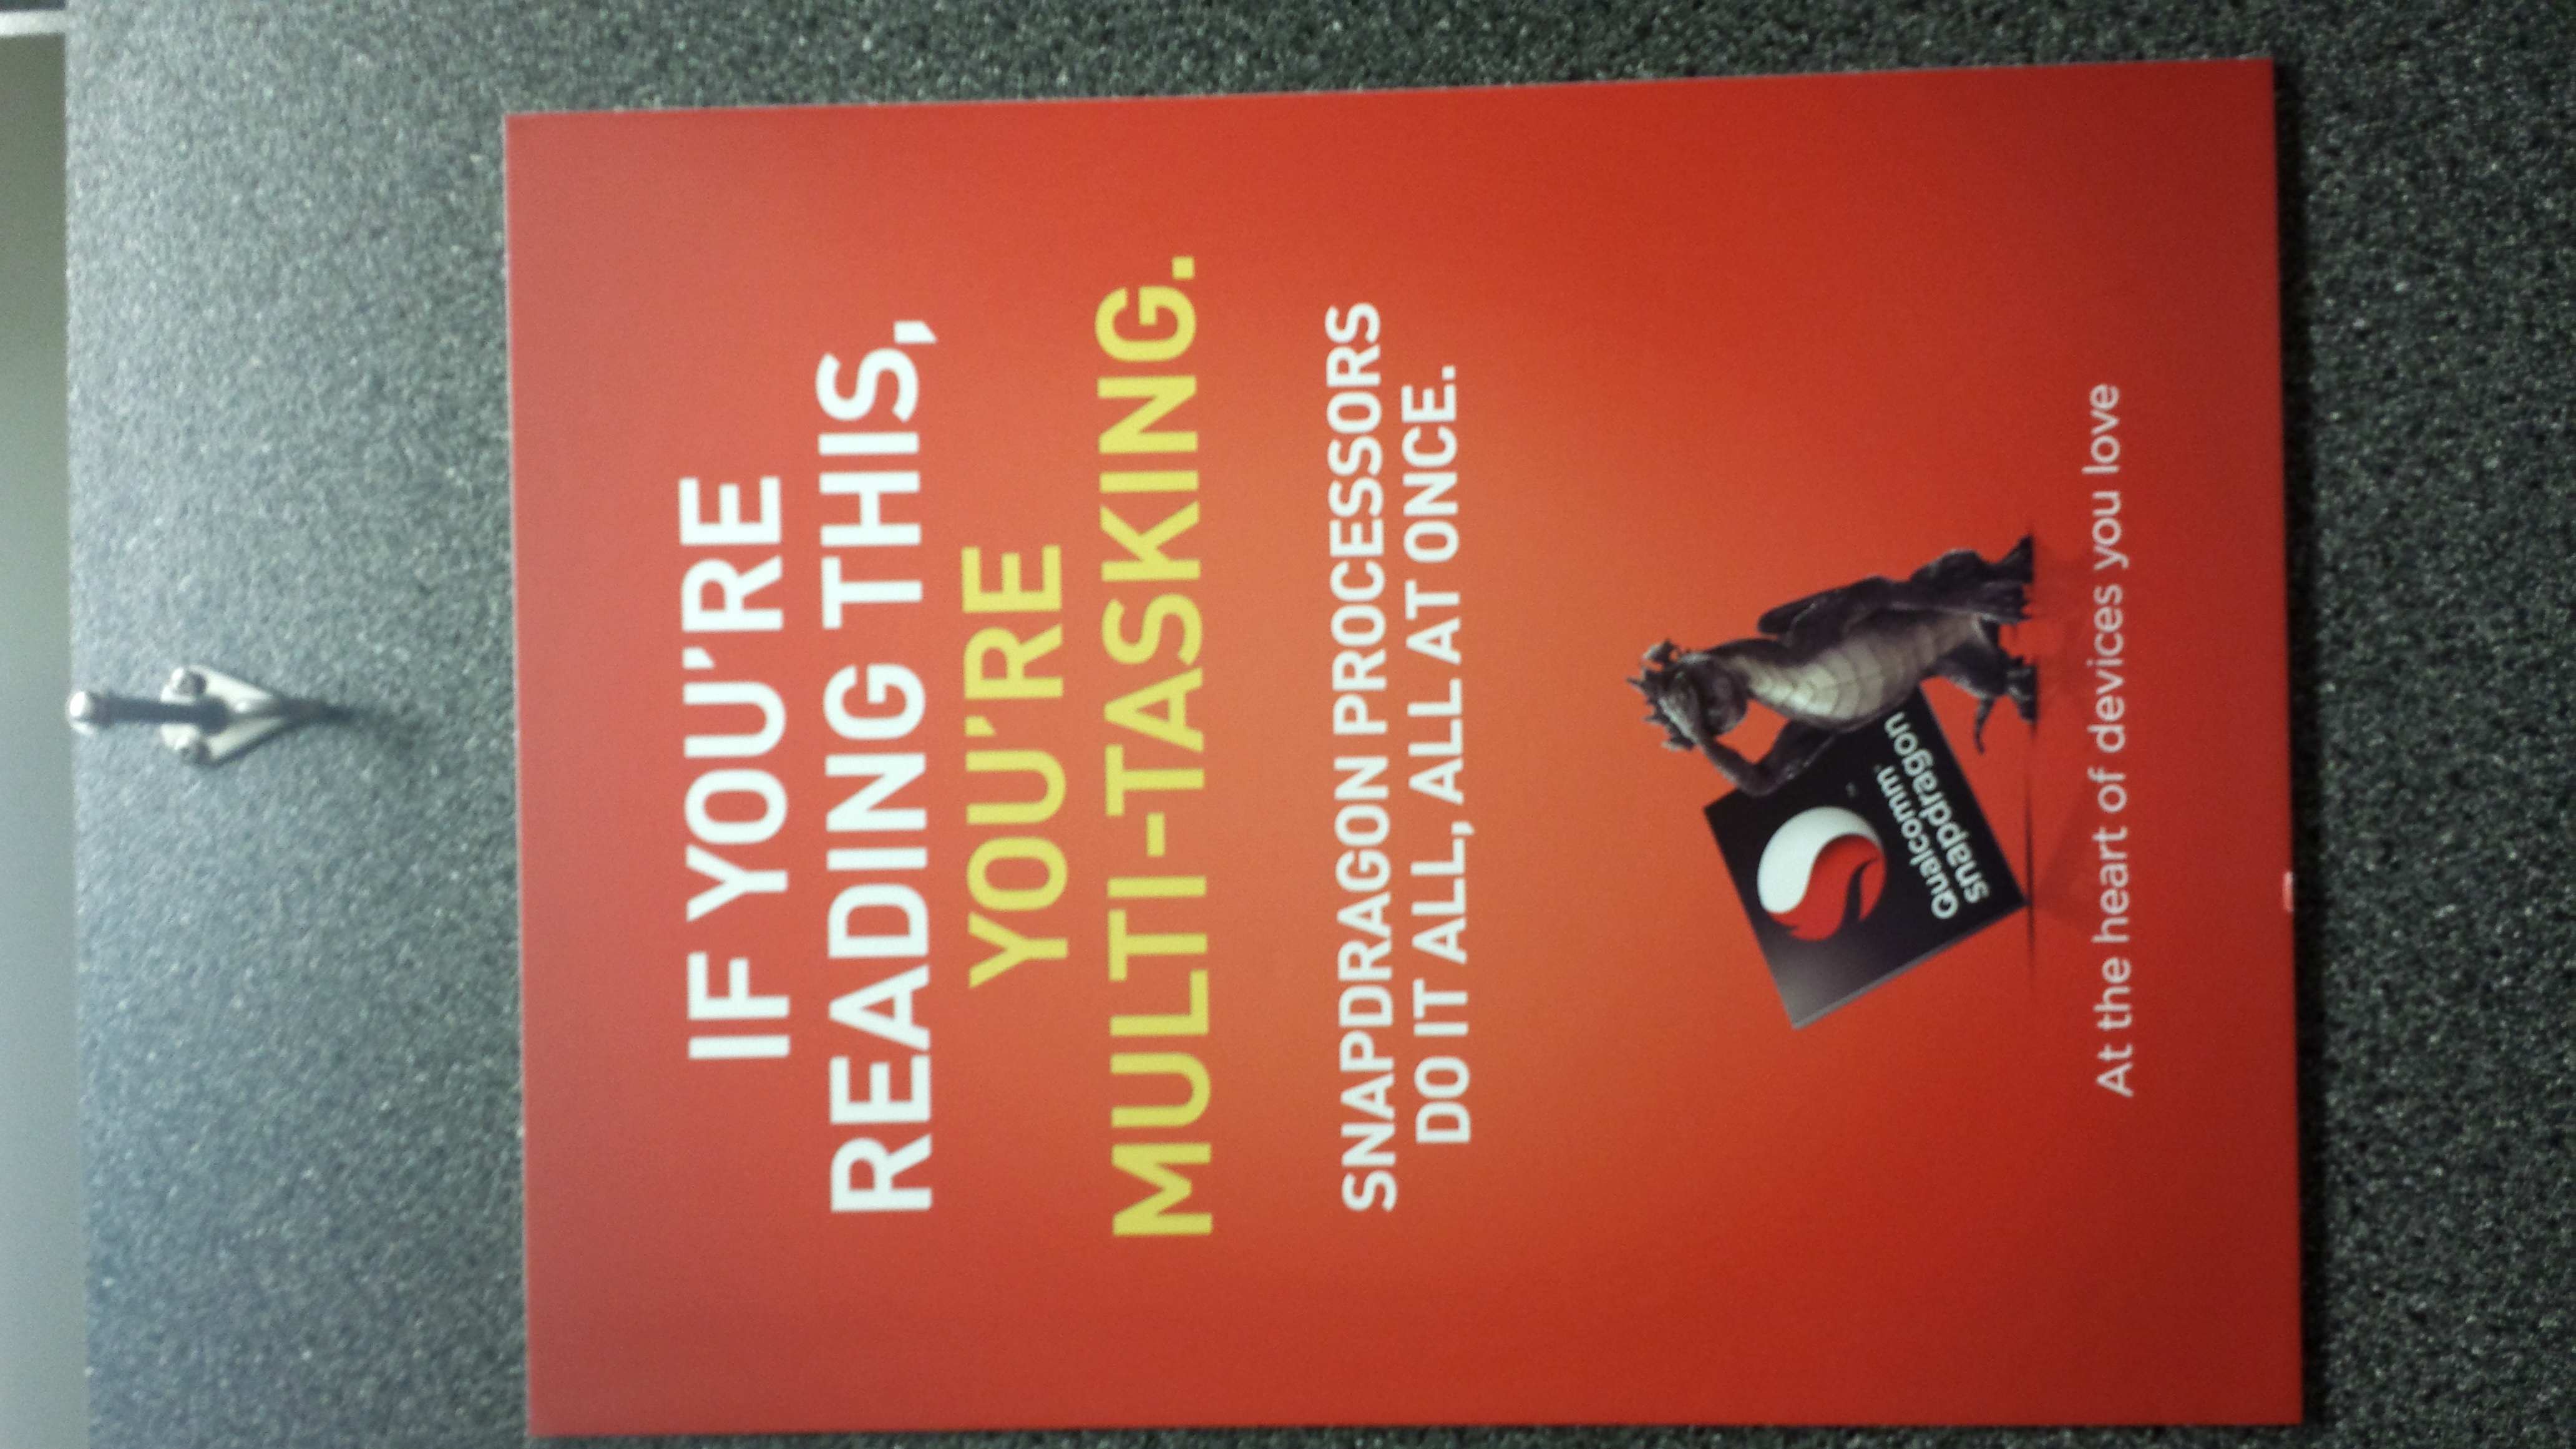 IF YOU'RE
READING THIS,
YOU'RE
MULTI-TASKING.
SNAPDRAGON PROCESSORS
DO IT ALL, ALL AT ONCE.
Qualcomm
snapdragon
At the heart of devices you love